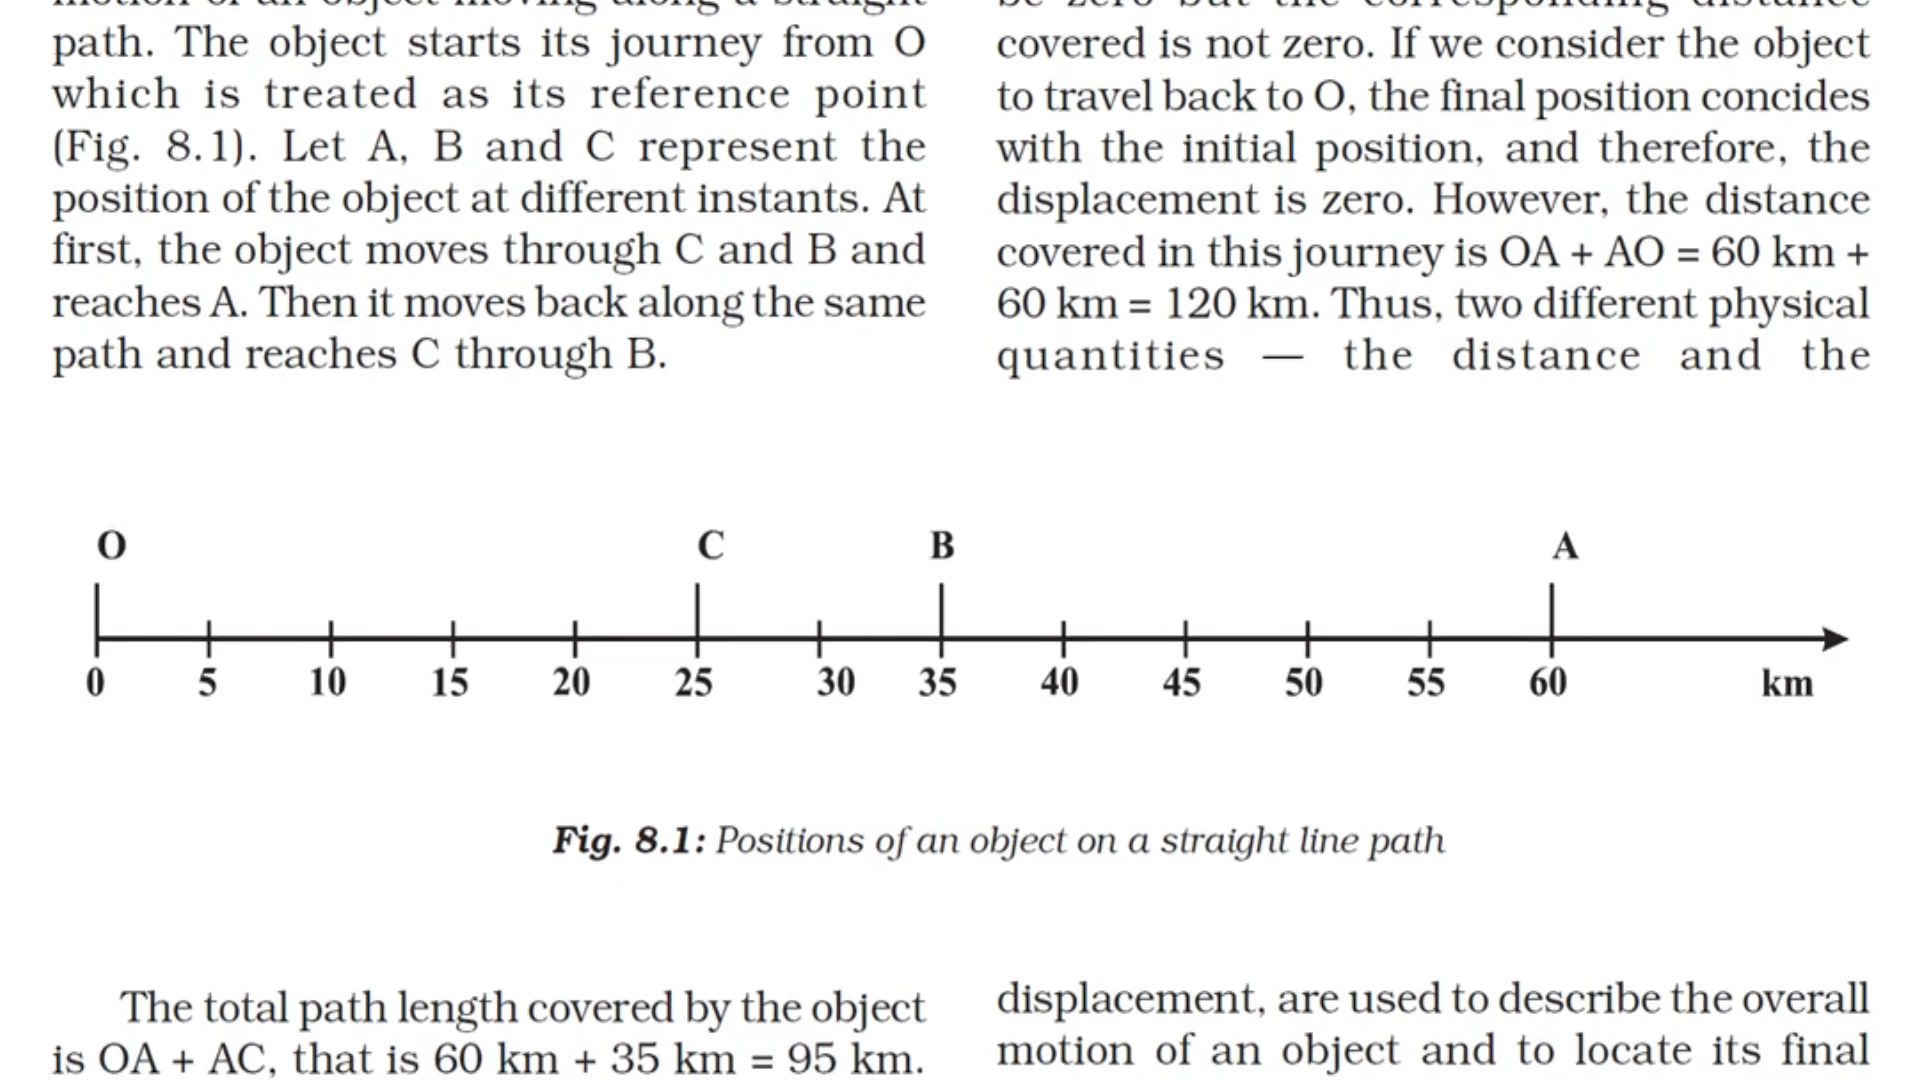 path. The object starts its journey from O
which is treated as its reference point
(Fig. 8.1). Let A, B and C represent the
position of the object at different instants. At
first, the object moves through C and B and
reaches A. Then it moves back along the same
path and reaches C through B.
covered is not zero. If we consider the object
to travel back to O, the final position concides
with the initial position, and therefore, the
displacement is zero. However, the distance
covered in this journey is OA + AO = 60 km +
60 km = 120 km. Thus, two different physical
quantities — the distance and the
O C B A
0 5 10 15 20 25 30 35 40 45 50 55 60 km
Fig. 8.1: Positions of an object on a straight line path
The total path length covered by the object
is OA + AC, that is 60 km + 35 km = 95 km.
displacement, are used to describe the overall
motion of an object and to locate its final